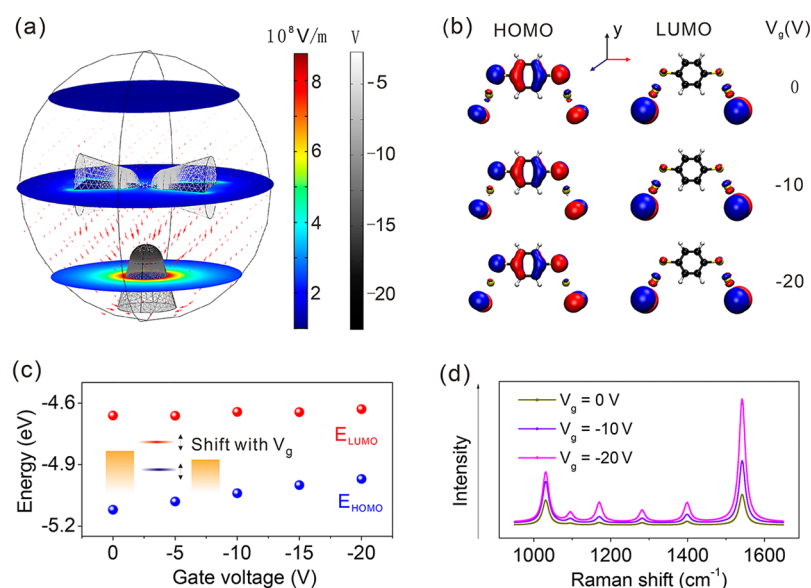 (a)
10⁸V/m
V
8
6
4
2
-5
-10
-15
-20
(b)
HOMO
y
LUMO
Vg(V)
0
-10
-20
(c)
Energy (eV)
-4.6
-4.9
-5.2
Shift with Vg
ELUMO
EHOMO
0
-5
-10
-15
-20
Gate voltage (V)
(d)
Intensity
Vg = 0 V
Vg = -10 V
Vg = -20 V
1000
1200
1400
1600
Raman shift (cm⁻¹)